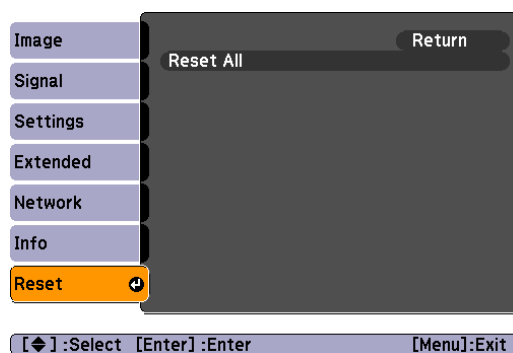 Image
Signal
Settings
Extended
Network
Info
Reset
Return
Reset All
[◆] :Select [Enter] :Enter [Menu]:Exit